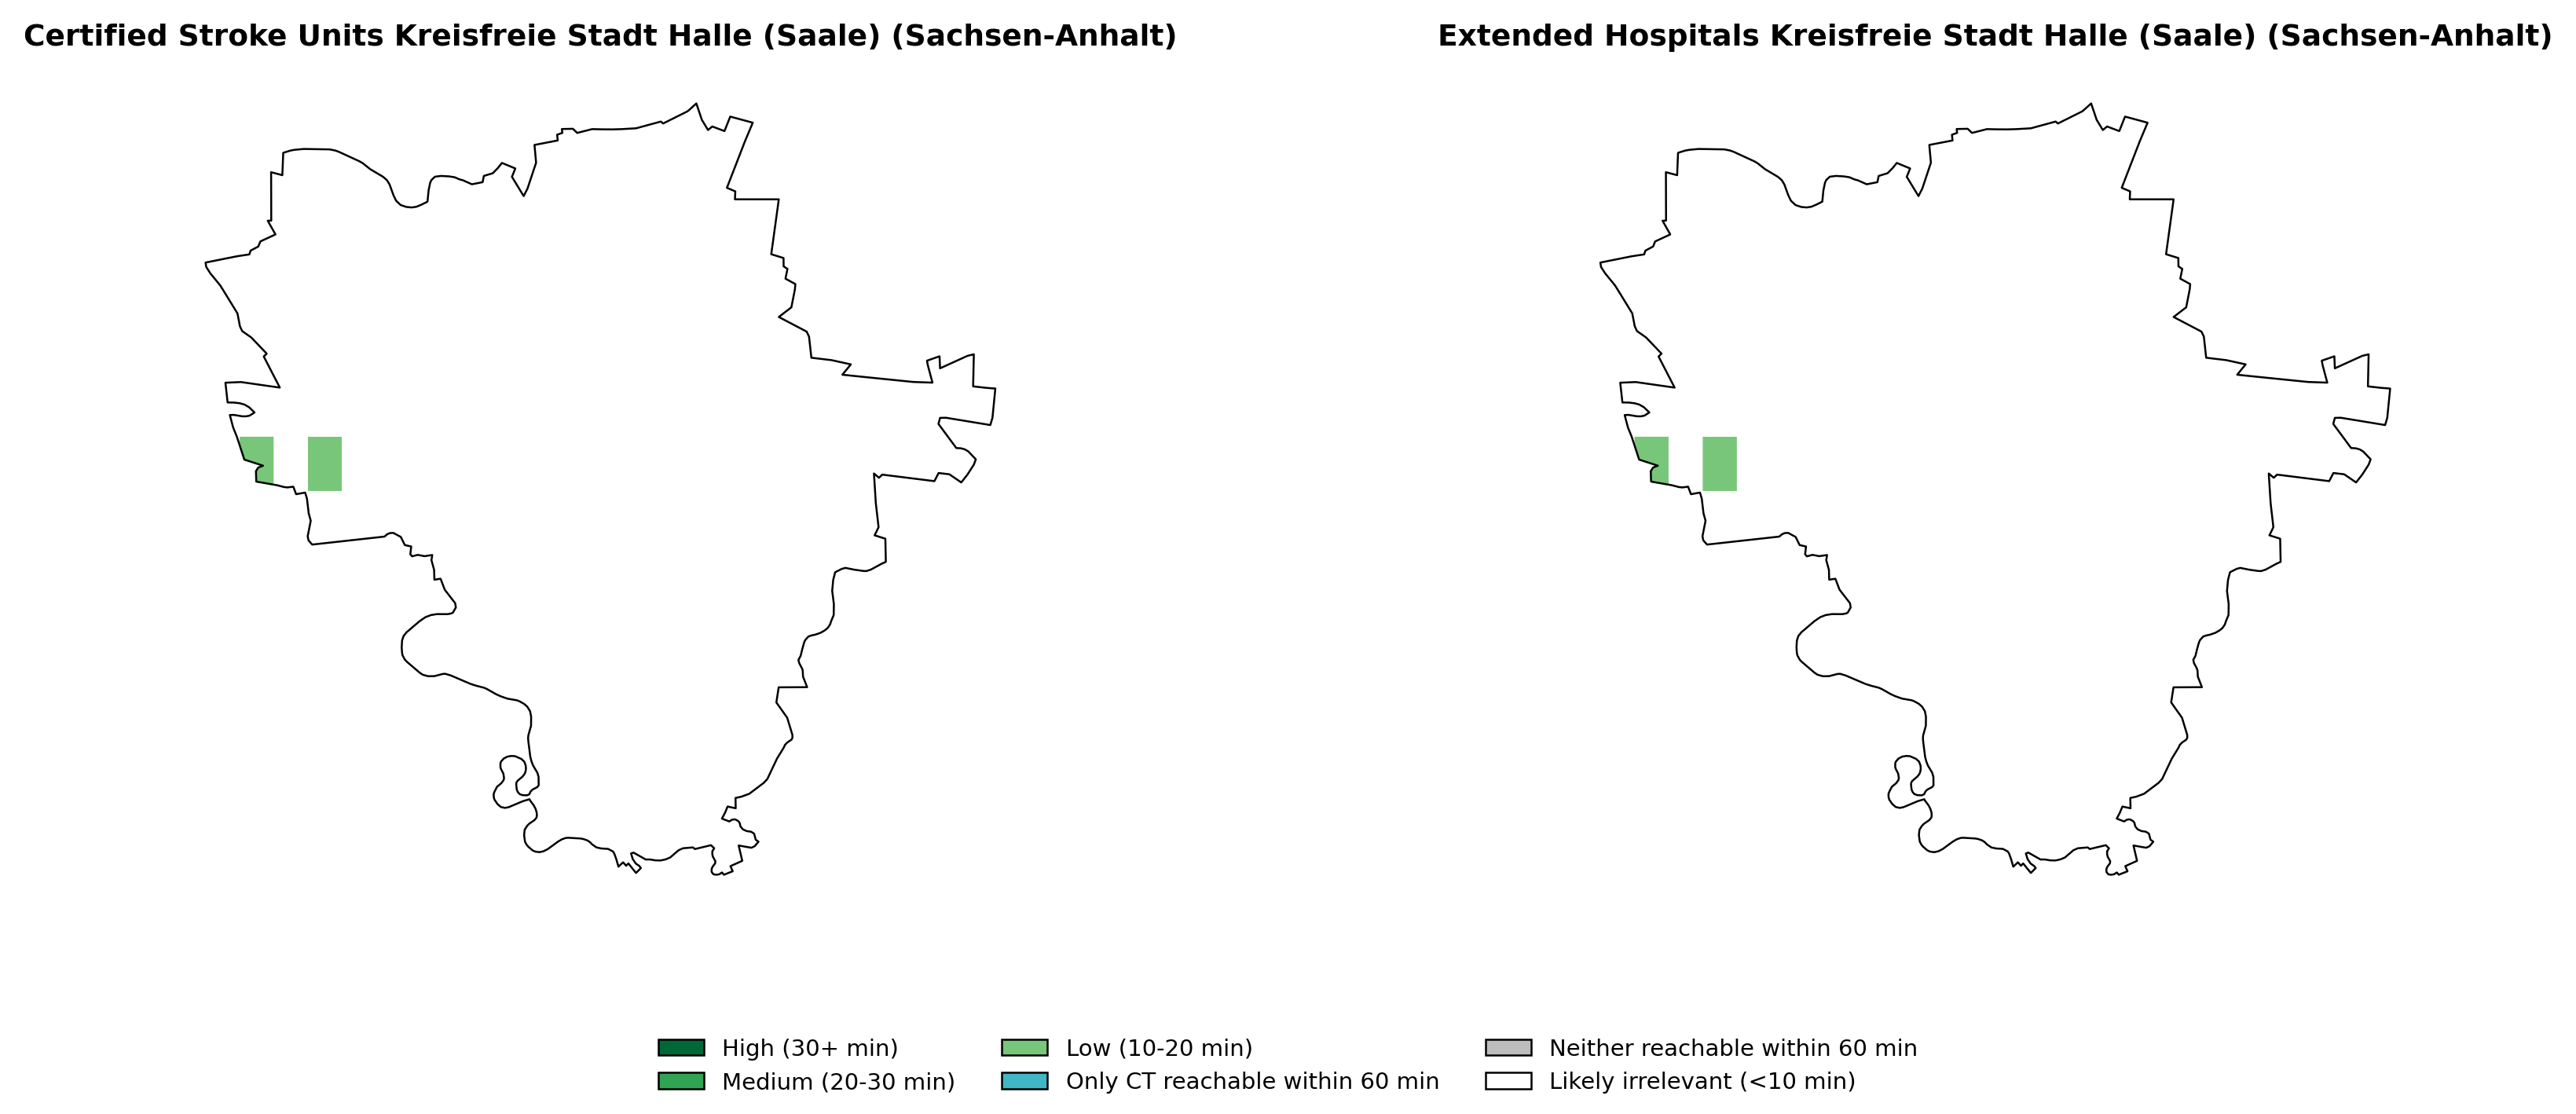 Certified Stroke Units Kreisfreie Stadt Halle (Saale) (Sachsen-Anhalt)
Extended Hospitals Kreisfreie Stadt Halle (Saale) (Sachsen-Anhalt)
High (30+ min)
Medium (20-30 min)
Low (10-20 min)
Only CT reachable within 60 min
Neither reachable within 60 min
Likely irrelevant (<10 min)